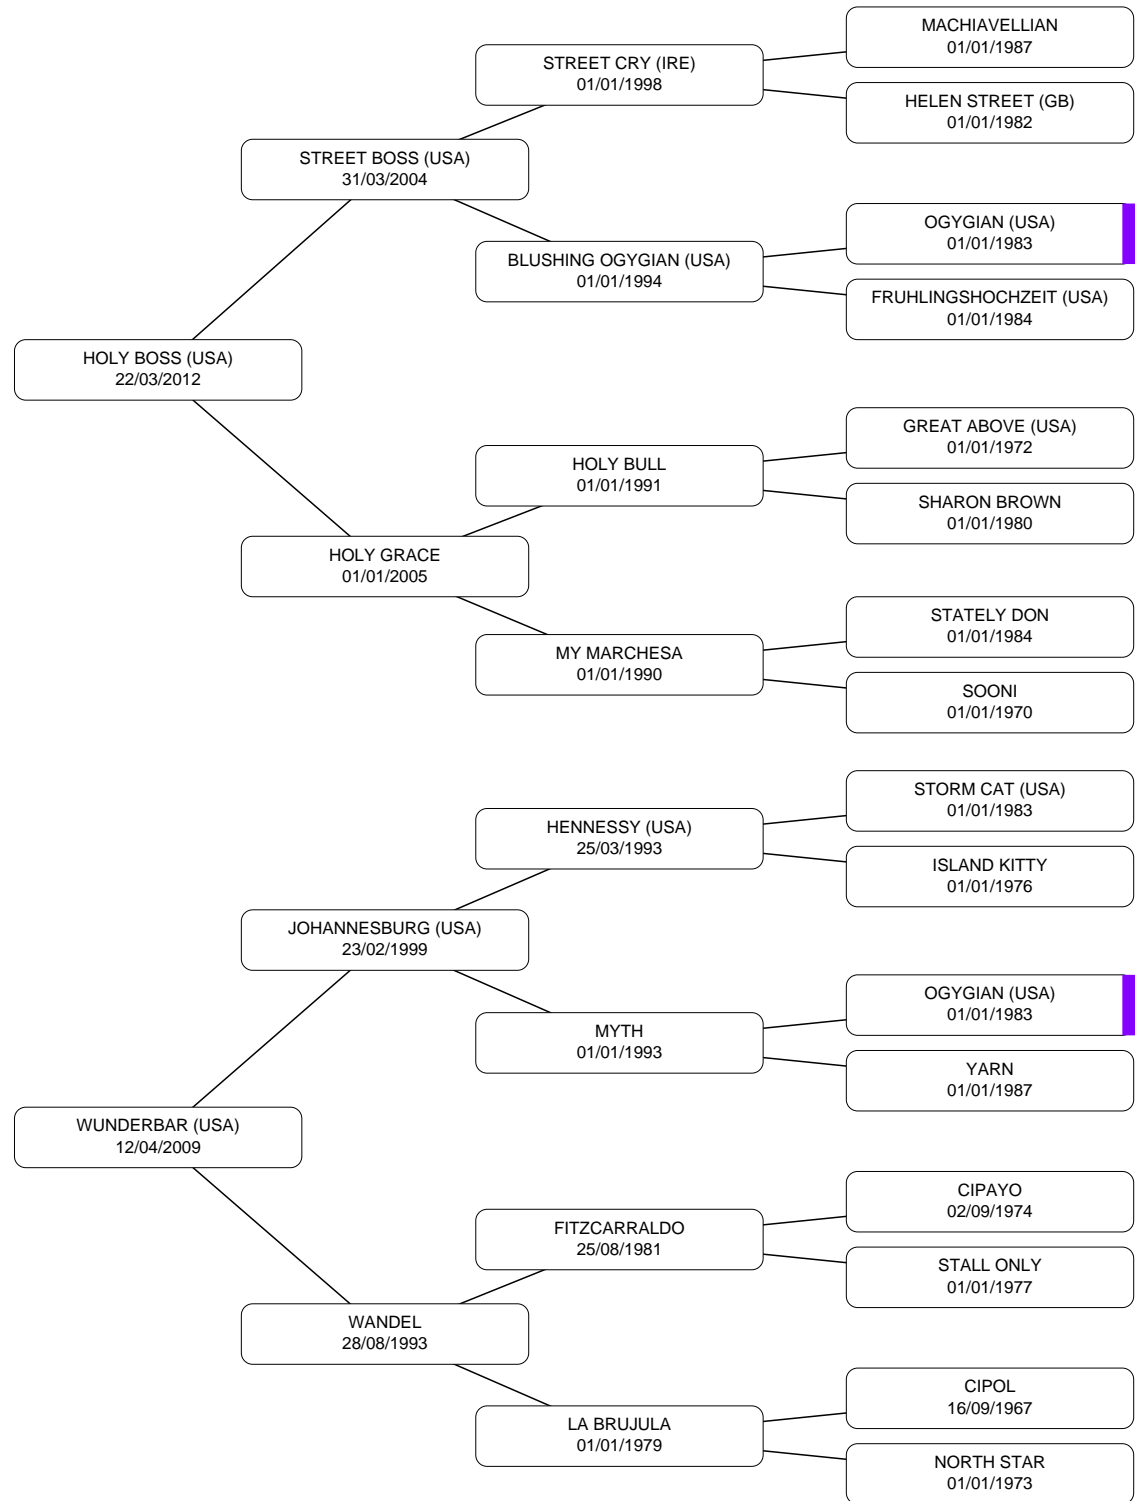 MACHIAVELLIAN
01/01/1987
STREET CRY (IRE)
01/01/1998
HELEN STREET (GB)
01/01/1982
STREET BOSS (USA)
31/03/2004
OGYGIAN (USA)
01/01/1983
BLUSHING OGYGIAN (USA)
01/01/1994
FRUHLINGSHOCHZEIT (USA)
01/01/1984
HOLY BOSS (USA)
22/03/2012
GREAT ABOVE (USA)
01/01/1972
HOLY BULL
01/01/1991
SHARON BROWN
01/01/1980
HOLY GRACE
01/01/2005
STATELY DON
01/01/1984
MY MARCHESA
01/01/1990
SOONI
01/01/1970
STORM CAT (USA)
01/01/1983
HENNESSY (USA)
25/03/1993
ISLAND KITTY
01/01/1976
JOHANNESBURG (USA)
23/02/1999
OGYGIAN (USA)
01/01/1983
MYTH
01/01/1993
YARN
01/01/1987
WUNDERBAR (USA)
12/04/2009
CIPAYO
02/09/1974
FITZCARRALDO
25/08/1981
STALL ONLY
01/01/1977
WANDEL
28/08/1993
CIPOL
16/09/1967
LA BRUJULA
01/01/1979
NORTH STAR
01/01/1973